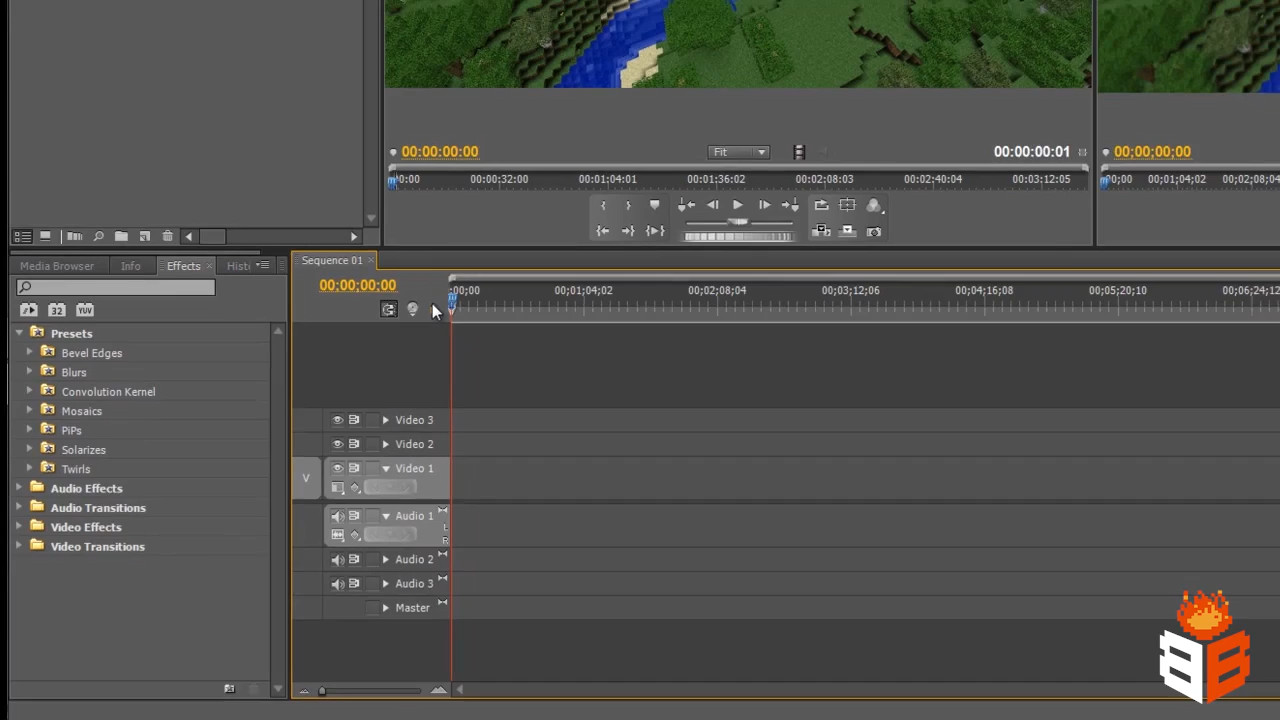 00:00:00:00
Fit
00:00:00:01
00;00;00;00
0:00
00:00:32:00
00:01:04:01
00:01:36:02
00:02:08:03
00:02:40:04
00:03:12:05
00;00
00;01;04;02
00;02;08;04
Media Browser
Info
Effects
Histo
Sequence 01
00;00;00;00
;00;00
00;01;04;02
00;02;08;04
00;03;12;06
00;04;16;08
00;05;20;10
00;06;24;12
32
YUV
Presets
Bevel Edges
Blurs
Convolution Kernel
Mosaics
PiPs
Solarizes
Twirls
Audio Effects
Audio Transitions
Video Effects
Video Transitions
Video 3
Video 2
V
Video 1
Audio 1
L
R
Audio 2
Audio 3
Master
BB